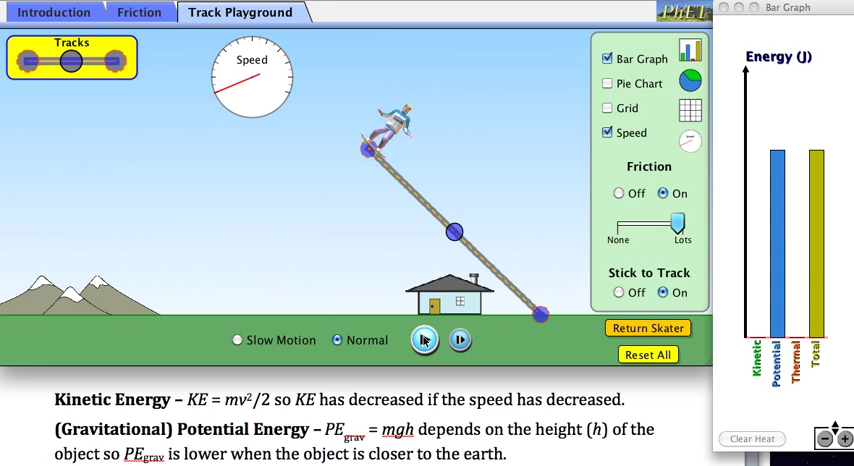 Introduction
Friction
Track Playground
PhET
Bar Graph
Tracks
Speed
Bar Graph
Pie Chart
Grid
Speed
Friction
Off
On
None
Lots
Stick to Track
Off
On
Return Skater
Reset All
Slow Motion
Normal
Energy (J)
Kinetic
Potential
Thermal
Total
Clear Heat
Kinetic Energy – KE = mv²/2 so KE has decreased if the speed has decreased.
(Gravitational) Potential Energy – PEgrav = mgh depends on the height (h) of the
object so PEgrav is lower when the object is closer to the earth.